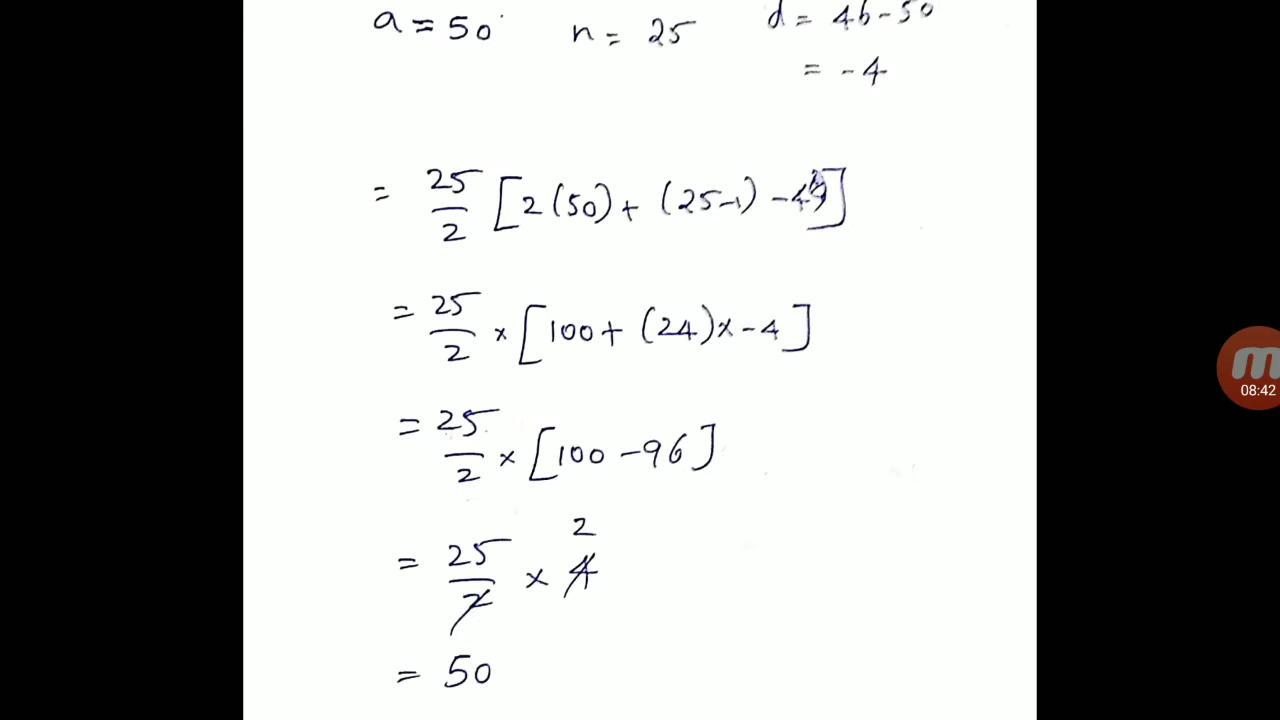 a = 50 n = 25 d = 46 - 50
= -4
= 25/2 [2(50) + (25-1) -4]
= 25/2 × [100 + (24) × -4]
= 25/2 × [100 - 96]
08:42
2
= 25/2 × 4
= 50